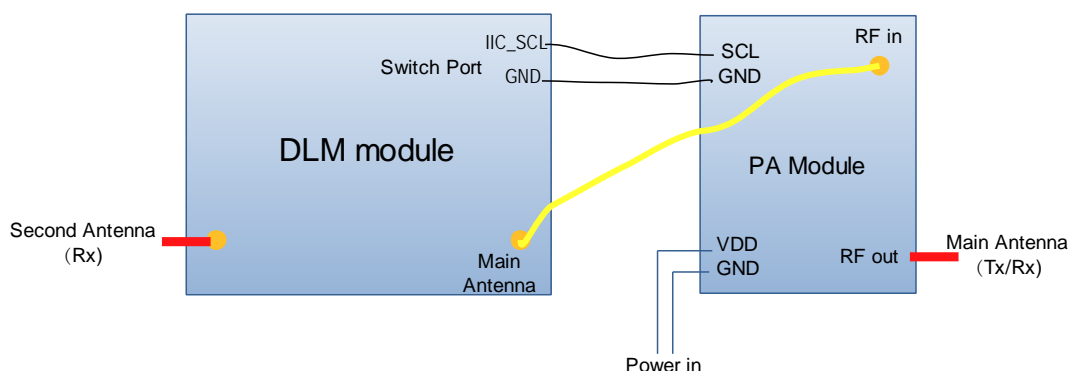 IIC_SCL
Switch Port
GND
DLM module
Second Antenna
（Rx)
Main
Antenna
RF in
SCL
GND
PA Module
VDD
GND
RF out
Main Antenna
（Tx/Rx)
Power in